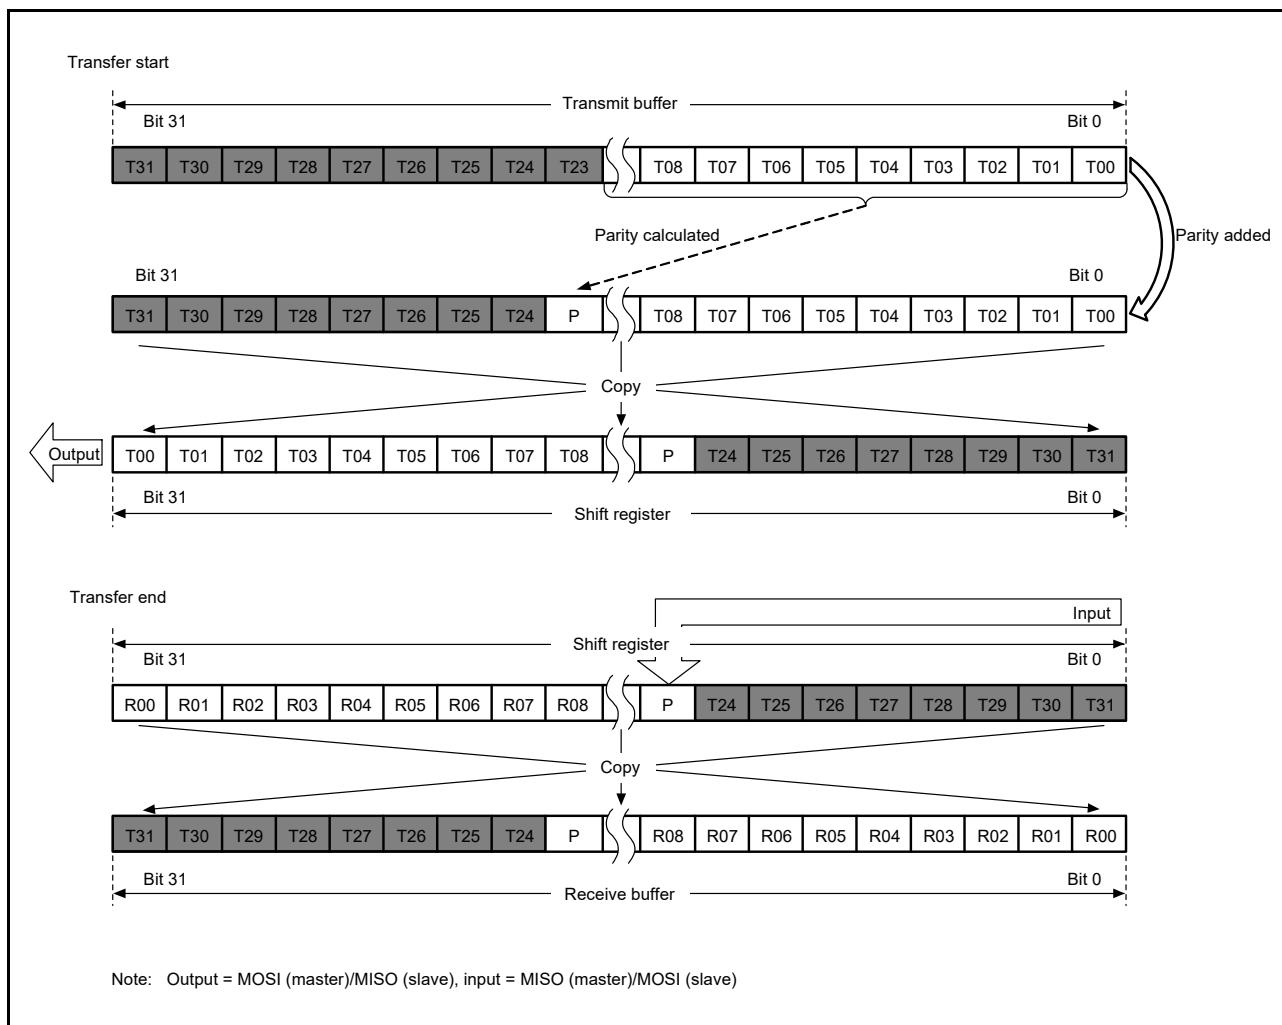 Transfer start
Transmit buffer
Bit 31 Bit 0
T31 T30 T29 T28 T27 T26 T25 T24 T23 T08 T07 T06 T05 T04 T03 T02 T01 T00
Parity calculated Parity added
Bit 31 Bit 0
T31 T30 T29 T28 T27 T26 T25 T24 P T08 T07 T06 T05 T04 T03 T02 T01 T00
Copy
Output T00 T01 T02 T03 T04 T05 T06 T07 T08 P T24 T25 T26 T27 T28 T29 T30 T31
Bit 31 Bit 0
Shift register
Transfer end
Input
Shift register
Bit 31 Bit 0
R00 R01 R02 R03 R04 R05 R06 R07 R08 P T24 T25 T26 T27 T28 T29 T30 T31
Copy
T31 T30 T29 T28 T27 T26 T25 T24 P R08 R07 R06 R05 R04 R03 R02 R01 R00
Bit 31 Bit 0
Receive buffer
Note: Output = MOSI (master)/MISO (slave), input = MISO (master)/MOSI (slave)